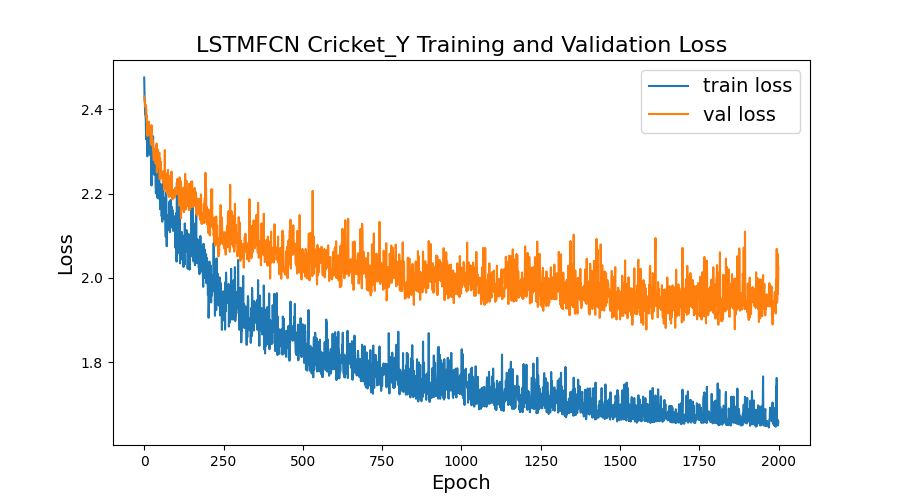 LSTMFCN Cricket_Y Training and Validation Loss
train loss
val loss
Loss
2.4
2.2
2.0
1.8
0 250 500 750 1000 1250 1500 1750 2000
Epoch